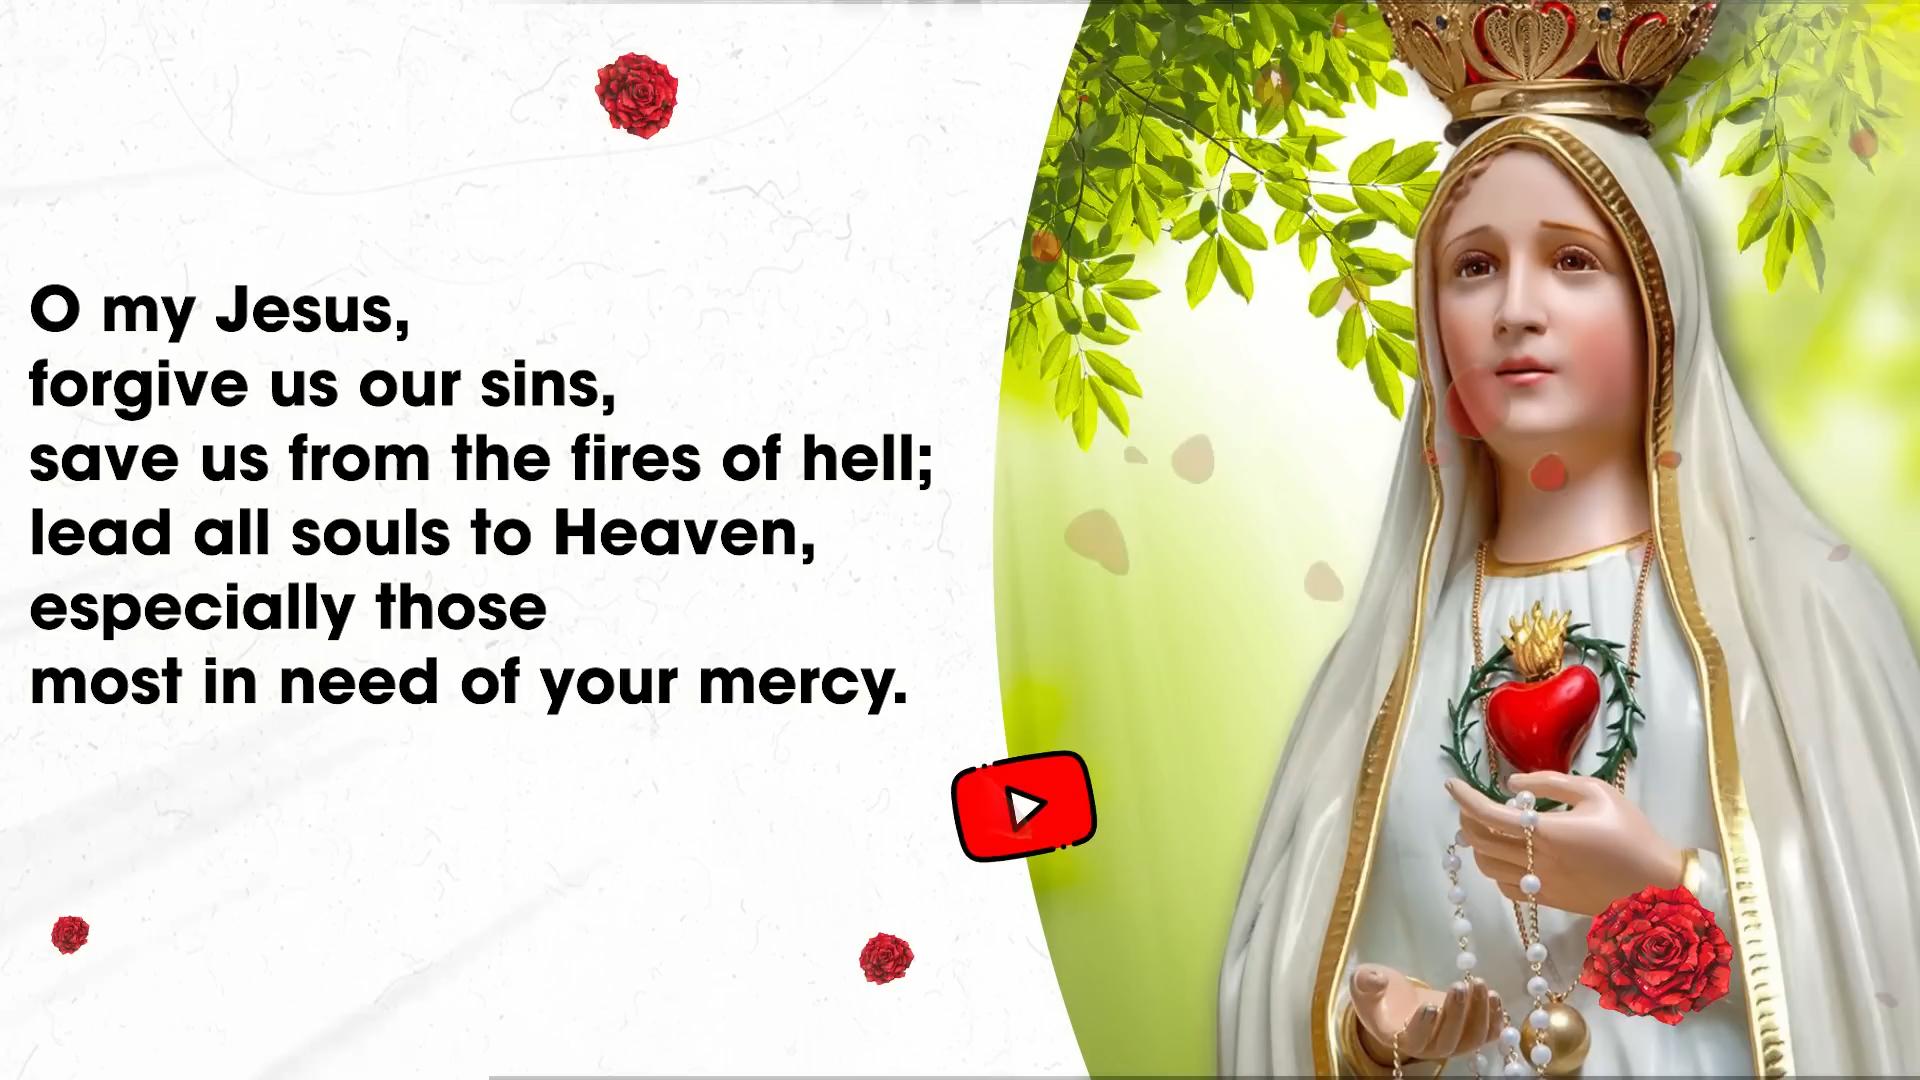 O my Jesus,
forgive us our sins,
save us from the fires of hell;
lead all souls to Heaven,
especially those
most in need of your mercy.